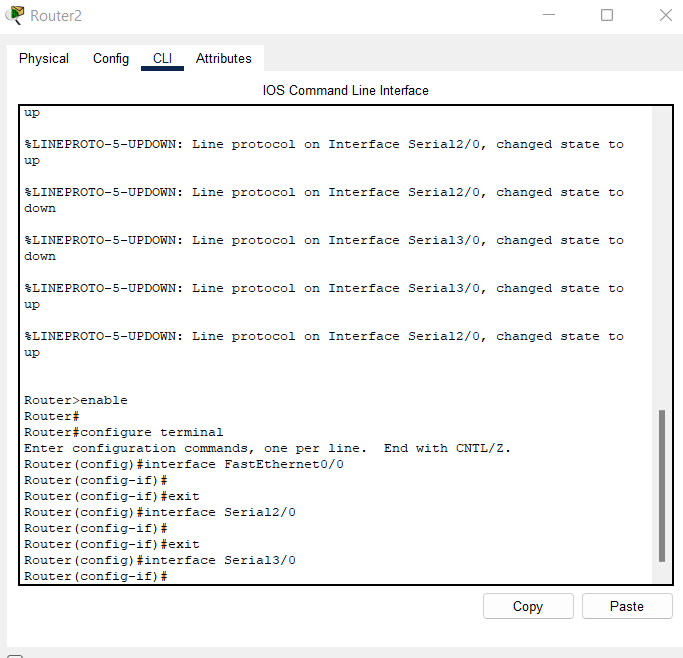 Router2
Physical Config CLI Attributes
IOS Command Line Interface
up
%LINEPROTO-5-UPDOWN: Line protocol on Interface Serial2/0, changed state to
up
%LINEPROTO-5-UPDOWN: Line protocol on Interface Serial2/0, changed state to
down
%LINEPROTO-5-UPDOWN: Line protocol on Interface Serial3/0, changed state to
down
%LINEPROTO-5-UPDOWN: Line protocol on Interface Serial3/0, changed state to
up
%LINEPROTO-5-UPDOWN: Line protocol on Interface Serial2/0, changed state to
up
Router>enable
Router#
Router#configure terminal
Enter configuration commands, one per line.  End with CNTL/Z.
Router(config)#interface FastEthernet0/0
Router(config-if)#
Router(config-if)#exit
Router(config)#interface Serial2/0
Router(config-if)#
Router(config-if)#exit
Router(config)#interface Serial3/0
Router(config-if)#
Copy Paste